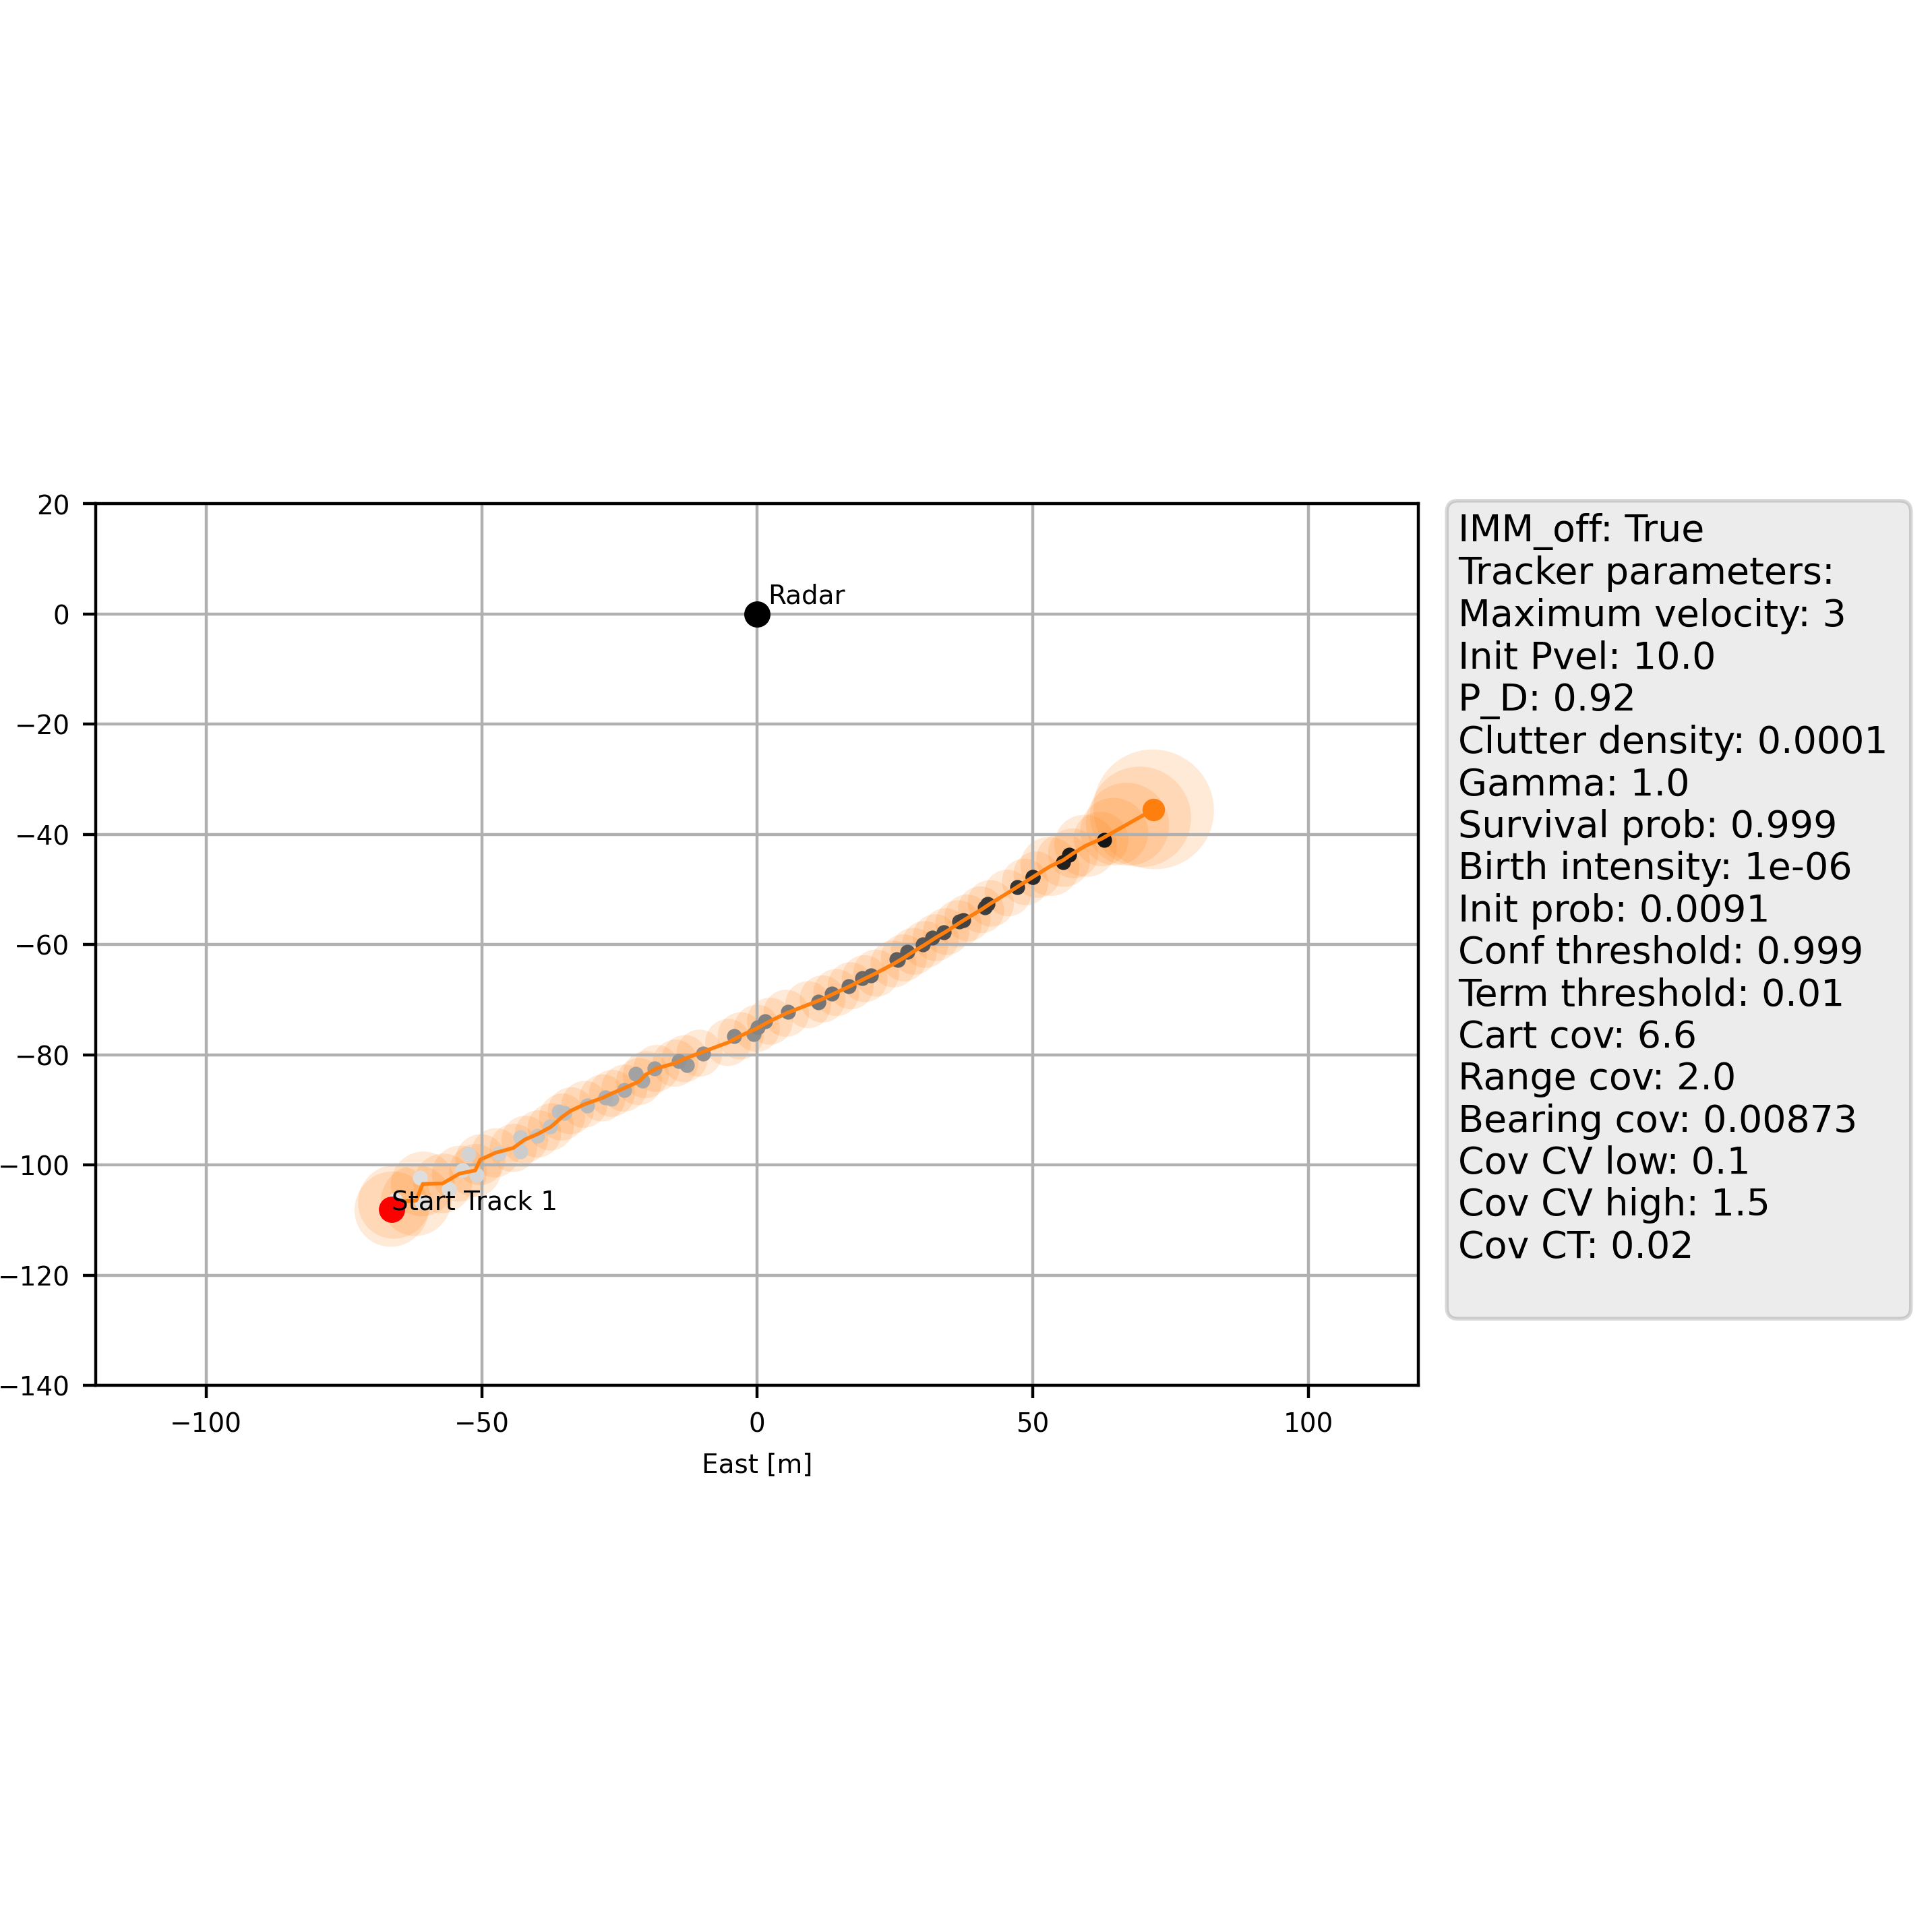 20
0
−20
−40
−60
−80
−100
−120
−140
−100
−50
0
50
100
East [m]
Radar
Start Track 1
IMM_off: True
Tracker parameters:
Maximum velocity: 3
Init Pvel: 10.0
P_D: 0.92
Clutter density: 0.0001
Gamma: 1.0
Survival prob: 0.999
Birth intensity: 1e-06
Init prob: 0.0091
Conf threshold: 0.999
Term threshold: 0.01
Cart cov: 6.6
Range cov: 2.0
Bearing cov: 0.00873
Cov CV low: 0.1
Cov CV high: 1.5
Cov CT: 0.02